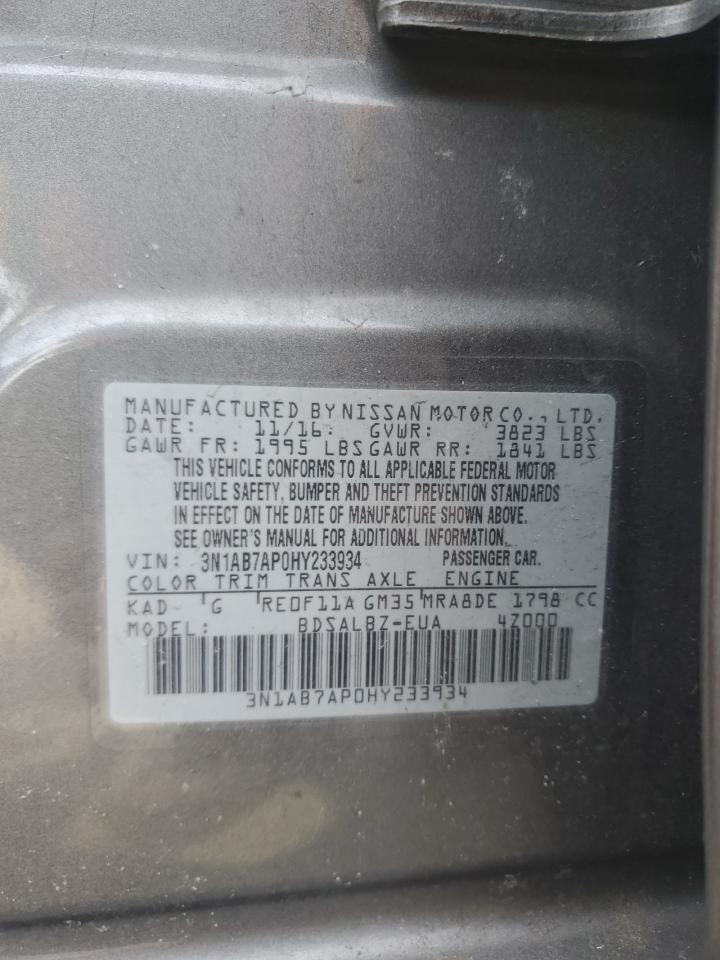 MANUFACTURED BY NISSAN MOTOR CO., LTD.
DATE: 11/16 GVWR: 3823 LBS
GAWR FR: 1995 LBS GAWR RR: 1841 LBS
THIS VEHICLE CONFORMS TO ALL APPLICABLE FEDERAL MOTOR
VEHICLE SAFETY, BUMPER AND THEFT PREVENTION STANDARDS
IN EFFECT ON THE DATE OF MANUFACTURE SHOWN ABOVE.
SEE OWNER'S MANUAL FOR ADDITIONAL INFORMATION.
VIN: 3N1AB7AP0HY233934 PASSENGER CAR.
COLOR TRIM TRANS AXLE ENGINE
KAD G RE0F11A GM35 MRA8DE 1798 CC
MODEL: BDSALBZ-EUA 4Z000
3N1AB7AP0HY233934